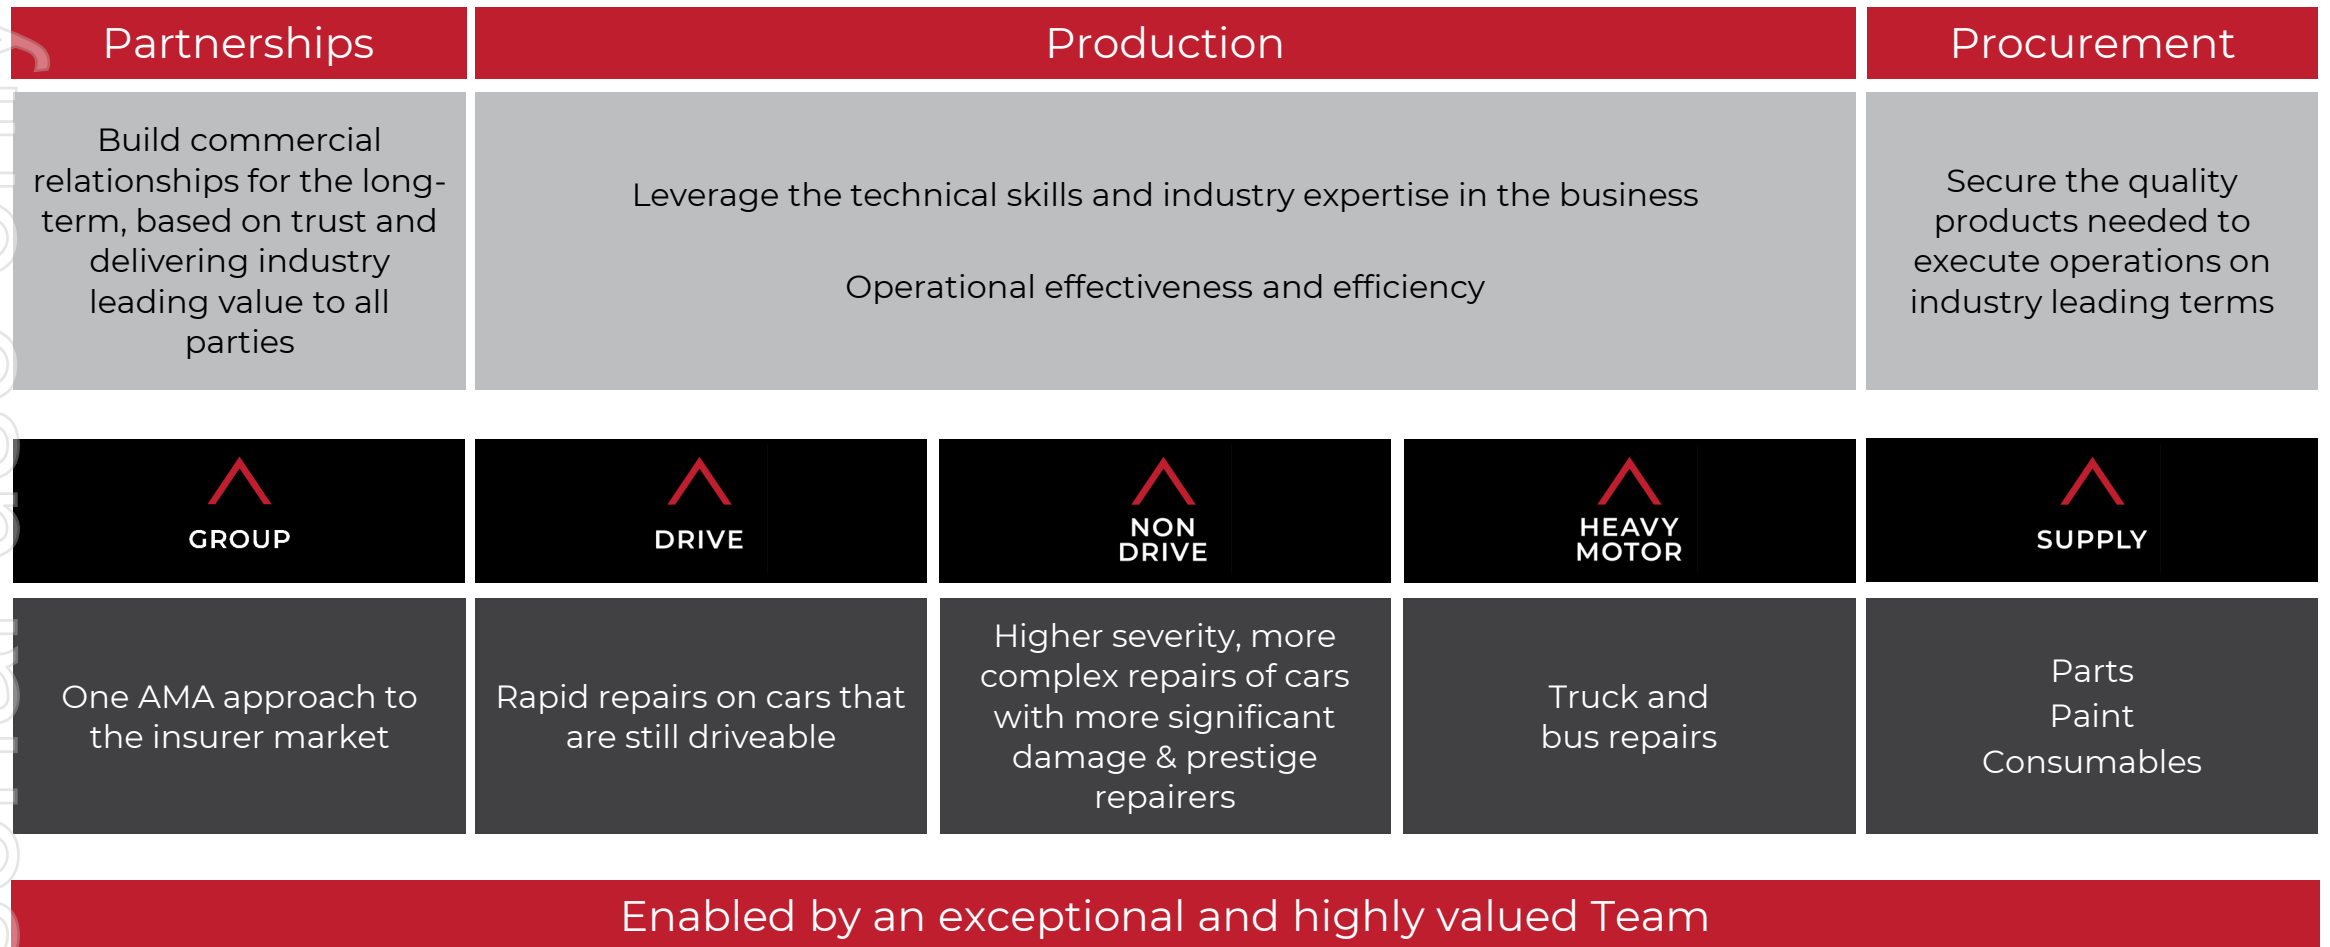 Partnerships
Production
Procurement
Build commercial
relationships for the long-
term, based on trust and
delivering industry
leading value to all
parties
Leverage the technical skills and industry expertise in the business
Operational effectiveness and efficiency
Secure the quality
products needed to
execute operations on
industry leading terms
GROUP
DRIVE
NON
DRIVE
HEAVY
MOTOR
SUPPLY
One AMA approach to
the insurer market
Rapid repairs on cars that
are still driveable
Higher severity, more
complex repairs of cars
with more significant
damage & prestige
repairers
Truck and
bus repairs
Parts
Paint
Consumables
Enabled by an exceptional and highly valued Team